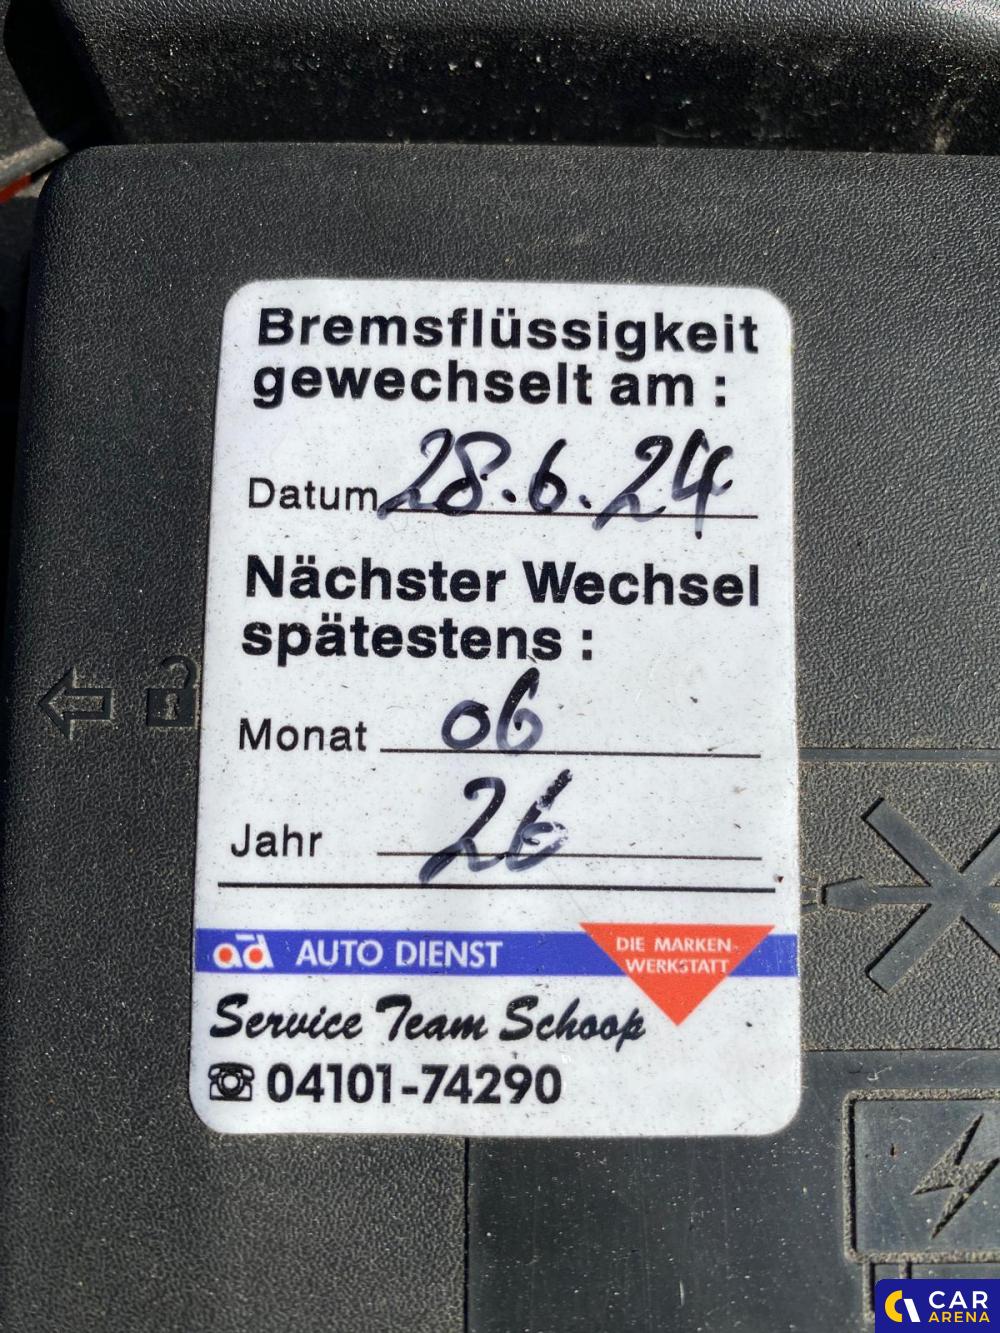 Bremsflüssigkeit
gewechselt am :
Datum 28.6.24
Nächster Wechsel
spätestens :
Monat 06
Jahr 26
ad AUTO DIENST
DIE MARKEN-
WERKSTATT
Service Team Schoop
☎ 04101-74290
CAR
ARENA